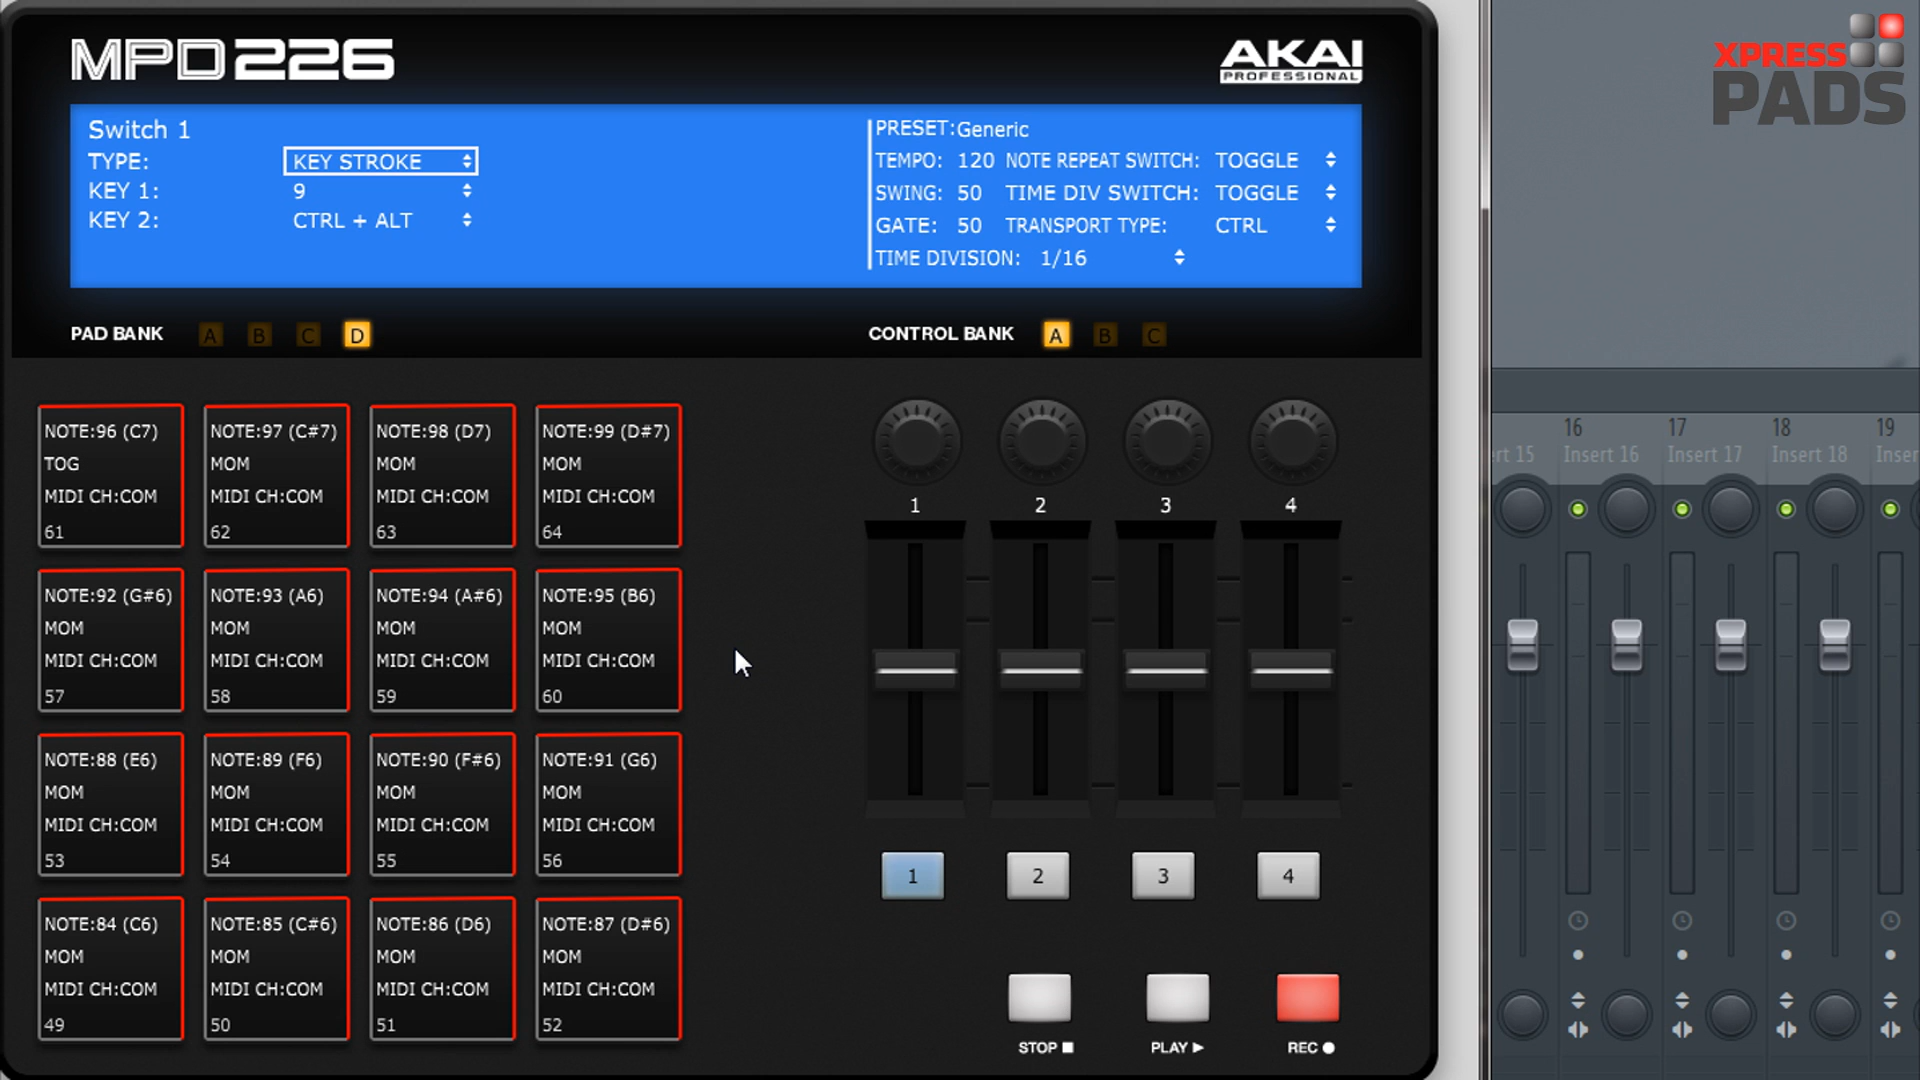 MPD226
AKAI
PROFESSIONAL
XPRESS
PADS
Switch 1
TYPE: KEY STROKE
KEY 1: 9
KEY 2: CTRL + ALT
PRESET:Generic
TEMPO: 120 NOTE REPEAT SWITCH: TOGGLE
SWING: 50 TIME DIV SWITCH: TOGGLE
GATE: 50 TRANSPORT TYPE: CTRL
TIME DIVISION: 1/16
PAD BANK A B C D
CONTROL BANK A B C
NOTE:96 (C7)
TOG
MIDI CH:COM
61
NOTE:97 (C#7)
MOM
MIDI CH:COM
62
NOTE:98 (D7)
MOM
MIDI CH:COM
63
NOTE:99 (D#7)
MOM
MIDI CH:COM
64
NOTE:92 (G#6)
MOM
MIDI CH:COM
57
NOTE:93 (A6)
MOM
MIDI CH:COM
58
NOTE:94 (A#6)
MOM
MIDI CH:COM
59
NOTE:95 (B6)
MOM
MIDI CH:COM
60
NOTE:88 (E6)
MOM
MIDI CH:COM
53
NOTE:89 (F6)
MOM
MIDI CH:COM
54
NOTE:90 (F#6)
MOM
MIDI CH:COM
55
NOTE:91 (G6)
MOM
MIDI CH:COM
56
NOTE:84 (C6)
MOM
MIDI CH:COM
49
NOTE:85 (C#6)
MOM
MIDI CH:COM
50
NOTE:86 (D6)
MOM
MIDI CH:COM
51
NOTE:87 (D#6)
MOM
MIDI CH:COM
52
1 2 3 4
1 2 3 4
STOP PLAY REC
16 17 18 19
rt 15 Insert 16 Insert 17 Insert 18 Inser